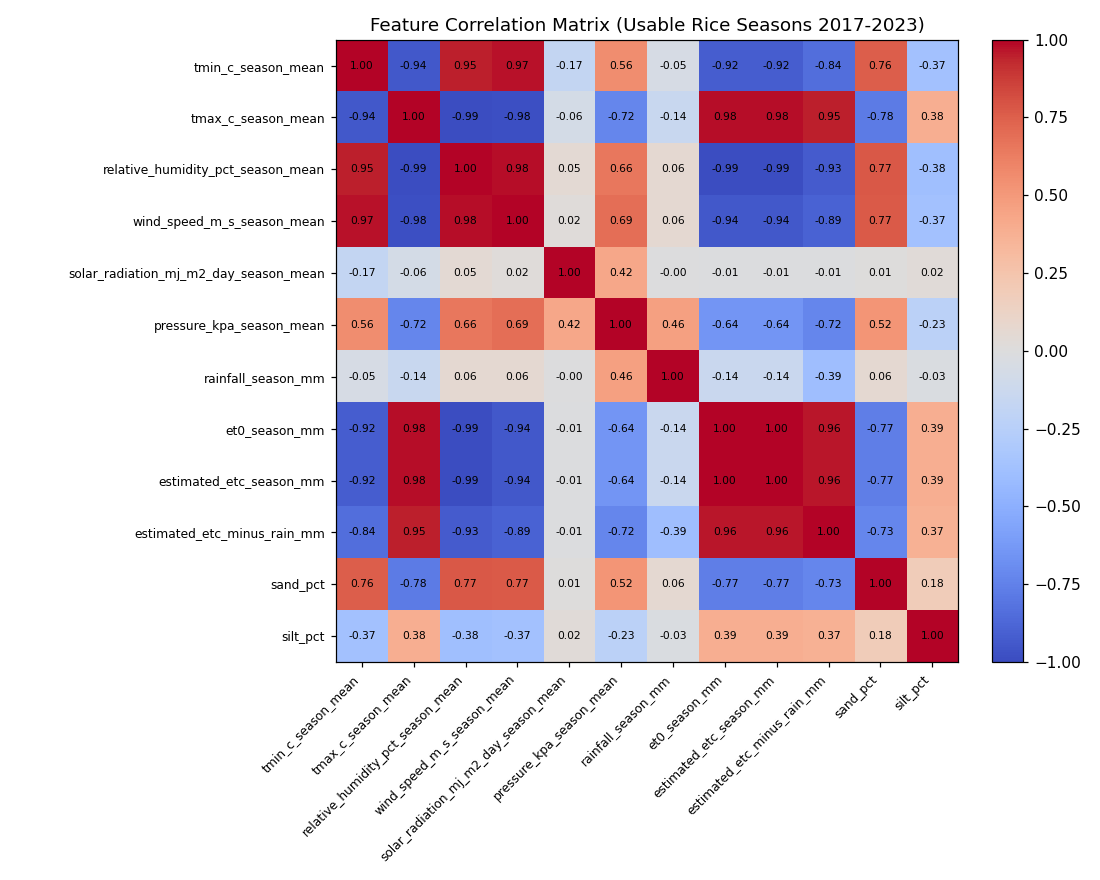 Feature Correlation Matrix (Usable Rice Seasons 2017-2023)
tmin_c_season_mean 1.00 -0.94 0.95 0.97 -0.17 0.56 -0.05 -0.92 -0.92 -0.84 0.76 -0.37
tmax_c_season_mean -0.94 1.00 -0.99 -0.98 -0.06 -0.72 -0.14 0.98 0.98 0.95 -0.78 0.38
relative_humidity_pct_season_mean 0.95 -0.99 1.00 0.98 0.05 0.66 0.06 -0.99 -0.99 -0.93 0.77 -0.38
wind_speed_m_s_season_mean 0.97 -0.98 0.98 1.00 0.02 0.69 0.06 -0.94 -0.94 -0.89 0.77 -0.37
solar_radiation_mj_m2_day_season_mean -0.17 -0.06 0.05 0.02 1.00 0.42 -0.00 -0.01 -0.01 -0.01 0.01 0.02
pressure_kpa_season_mean 0.56 -0.72 0.66 0.69 0.42 1.00 0.46 -0.64 -0.64 -0.72 0.52 -0.23
rainfall_season_mm -0.05 -0.14 0.06 0.06 -0.00 0.46 1.00 -0.14 -0.14 -0.39 0.06 -0.03
et0_season_mm -0.92 0.98 -0.99 -0.94 -0.01 -0.64 -0.14 1.00 1.00 0.96 -0.77 0.39
estimated_etc_season_mm -0.92 0.98 -0.99 -0.94 -0.01 -0.64 -0.14 1.00 1.00 0.96 -0.77 0.39
estimated_etc_minus_rain_mm -0.84 0.95 -0.93 -0.89 -0.01 -0.72 -0.39 0.96 0.96 1.00 -0.73 0.37
sand_pct 0.76 -0.78 0.77 0.77 0.01 0.52 0.06 -0.77 -0.77 -0.73 1.00 0.18
silt_pct -0.37 0.38 -0.38 -0.37 0.02 -0.23 -0.03 0.39 0.39 0.37 0.18 1.00
tmin_c_season_mean
tmax_c_season_mean
relative_humidity_pct_season_mean
wind_speed_m_s_season_mean
solar_radiation_mj_m2_day_season_mean
pressure_kpa_season_mean
rainfall_season_mm
et0_season_mm
estimated_etc_season_mm
estimated_etc_minus_rain_mm
sand_pct
silt_pct
1.00
0.75
0.50
0.25
0.00
−0.25
−0.50
−0.75
−1.00